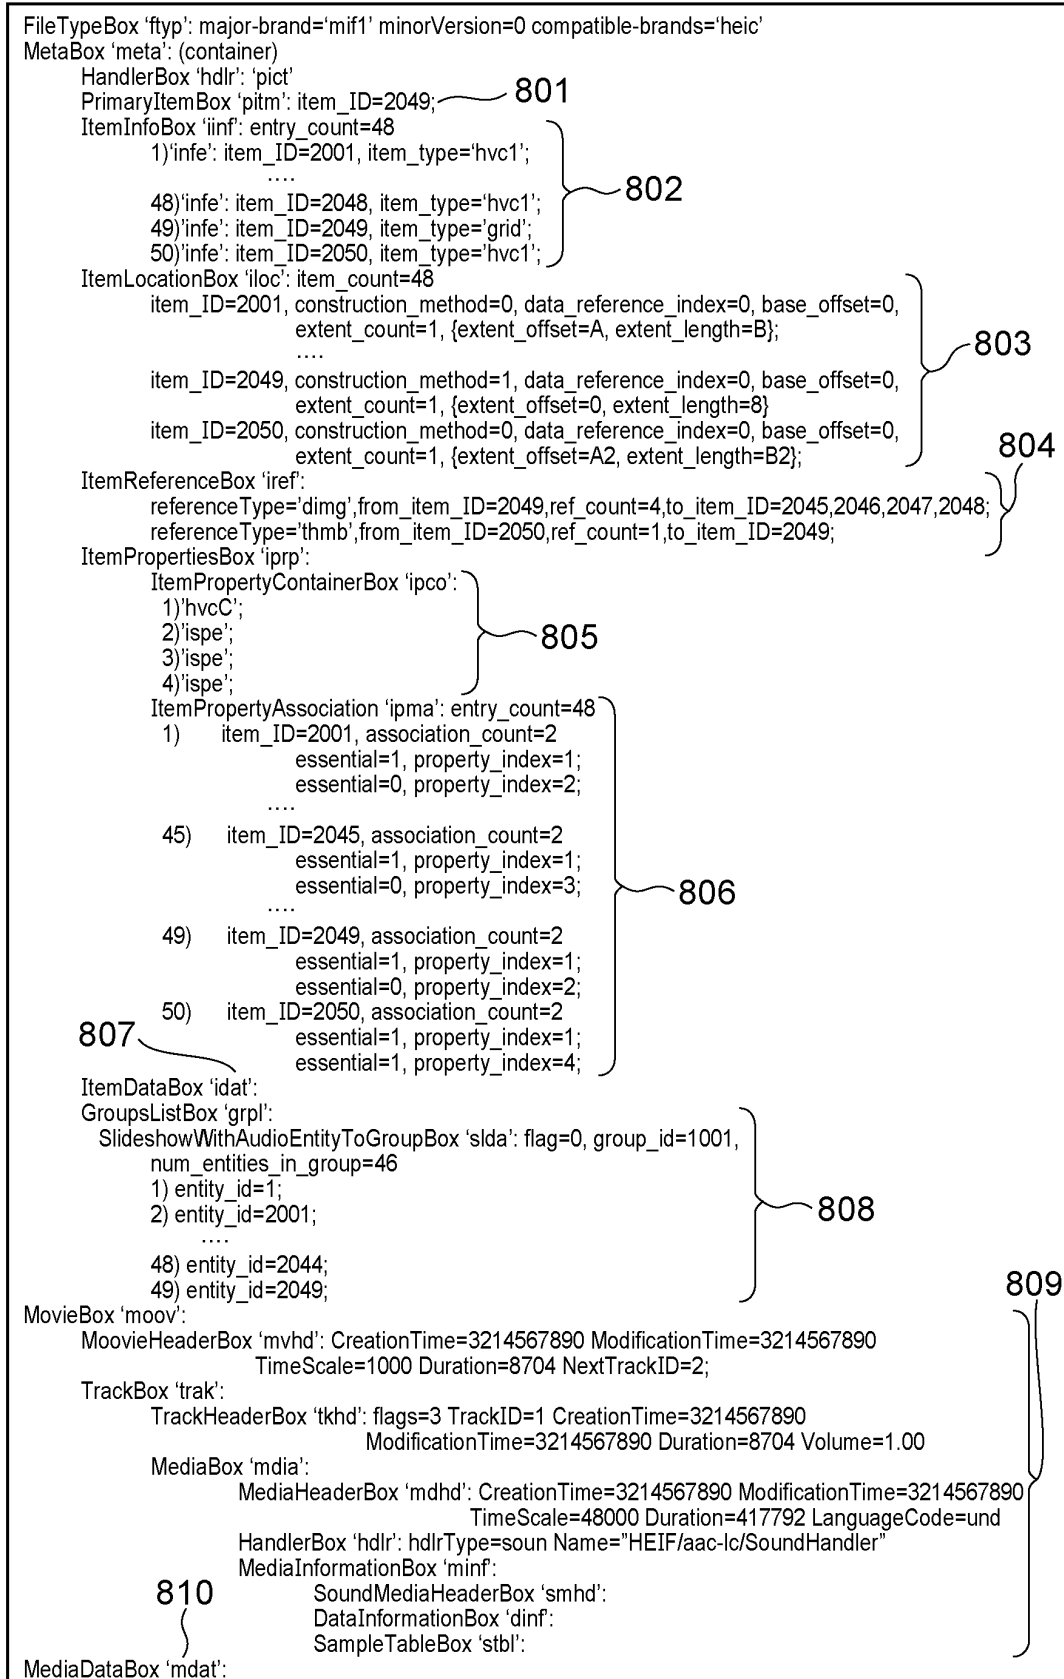 FileTypeBox ‘ftyp’: major-brand=‘mif1’ minorVersion=0 compatible-brands=‘heic’
MetaBox ‘meta’: (container)
HandlerBox ‘hdlr’: ‘pict’
PrimaryItemBox ‘pitm’: item_ID=2049; 801
ItemInfoBox ‘iinf’: entry_count=48
1)‘infe’: item_ID=2001, item_type=‘hvc1’;
....
802
48)‘infe’: item_ID=2048, item_type=‘hvc1’;
49)’infe’: item_ID=2049, item_type=‘grid’;
50)’infe’: item_ID=2050, item_type=‘hvc1’;
ItemLocationBox ‘iloc’: item_count=48
item_ID=2001, construction_method=0, data_reference_index=0, base_offset=0,
extent_count=1, {extent_offset=A, extent_length=B};
....
803
item_ID=2049, construction_method=1, data_reference_index=0, base_offset=0,
extent_count=1, {extent_offset=0, extent_length=8}
item_ID=2050, construction_method=0, data_reference_index=0, base_offset=0,
extent_count=1, {extent_offset=A2, extent_length=B2};
804
ItemReferenceBox ‘iref’:
referenceType=‘dimg’,from_item_ID=2049,ref_count=4,to_item_ID=2045,2046,2047,2048;
referenceType=‘thmb’,from_item_ID=2050,ref_count=1,to_item_ID=2049;
ItemPropertiesBox ‘iprp’:
ItemPropertyContainerBox ‘ipco’:
1)’hvcC’;
2)’ispe’;
805
3)’ispe’;
4)’ispe’;
ItemPropertyAssociation ‘ipma’: entry_count=48
1) item_ID=2001, association_count=2
essential=1, property_index=1;
essential=0, property_index=2;
....
45) item_ID=2045, association_count=2
essential=1, property_index=1;
essential=0, property_index=3;
806
....
49) item_ID=2049, association_count=2
essential=1, property_index=1;
essential=0, property_index=2;
50) item_ID=2050, association_count=2
essential=1, property_index=1;
essential=1, property_index=4;
807
ItemDataBox ‘idat’:
GroupsListBox ‘grpl’:
SlideshowWithAudioEntityToGroupBox ‘slda’: flag=0, group_id=1001,
num_entities_in_group=46
1) entity_id=1;
2) entity_id=2001;
808
....
48) entity_id=2044;
49) entity_id=2049;
809
MovieBox ‘moov’:
MoovieHeaderBox ‘mvhd’: CreationTime=3214567890 ModificationTime=3214567890
TimeScale=1000 Duration=8704 NextTrackID=2;
TrackBox ‘trak’:
TrackHeaderBox ‘tkhd’: flags=3 TrackID=1 CreationTime=3214567890
ModificationTime=3214567890 Duration=8704 Volume=1.00
MediaBox ‘mdia’:
MediaHeaderBox ‘mdhd’: CreationTime=3214567890 ModificationTime=3214567890
TimeScale=48000 Duration=417792 LanguageCode=und
HandlerBox ‘hdlr’: hdlrType=soun Name=”HEIF/aac-lc/SoundHandler”
MediaInformationBox ‘minf’:
SoundMediaHeaderBox ‘smhd’:
DataInformationBox ‘dinf’:
SampleTableBox ‘stbl’:
810
MediaDataBox ‘mdat’: